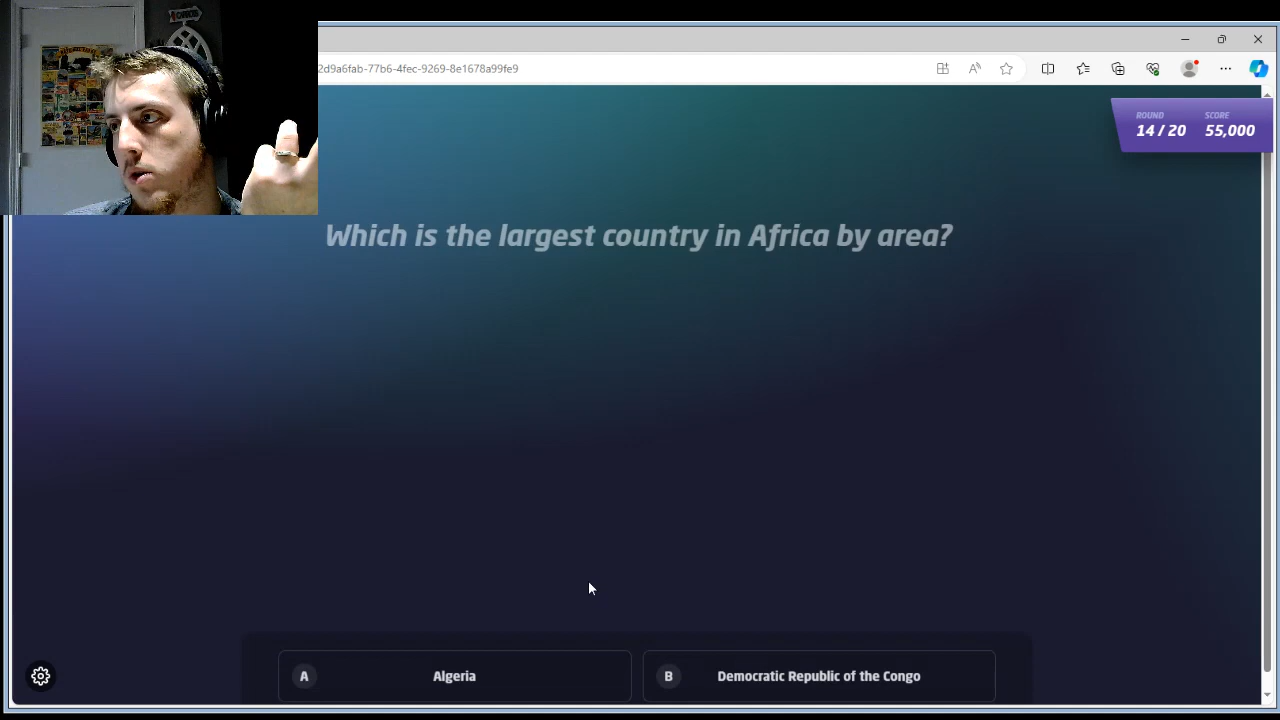 2d9a6fab-77b6-4fec-9269-8e1678a99fe9
ROUND SCORE
14 / 20 55,000
Which is the largest country in Africa by area?
A Algeria
B Democratic Republic of the Congo